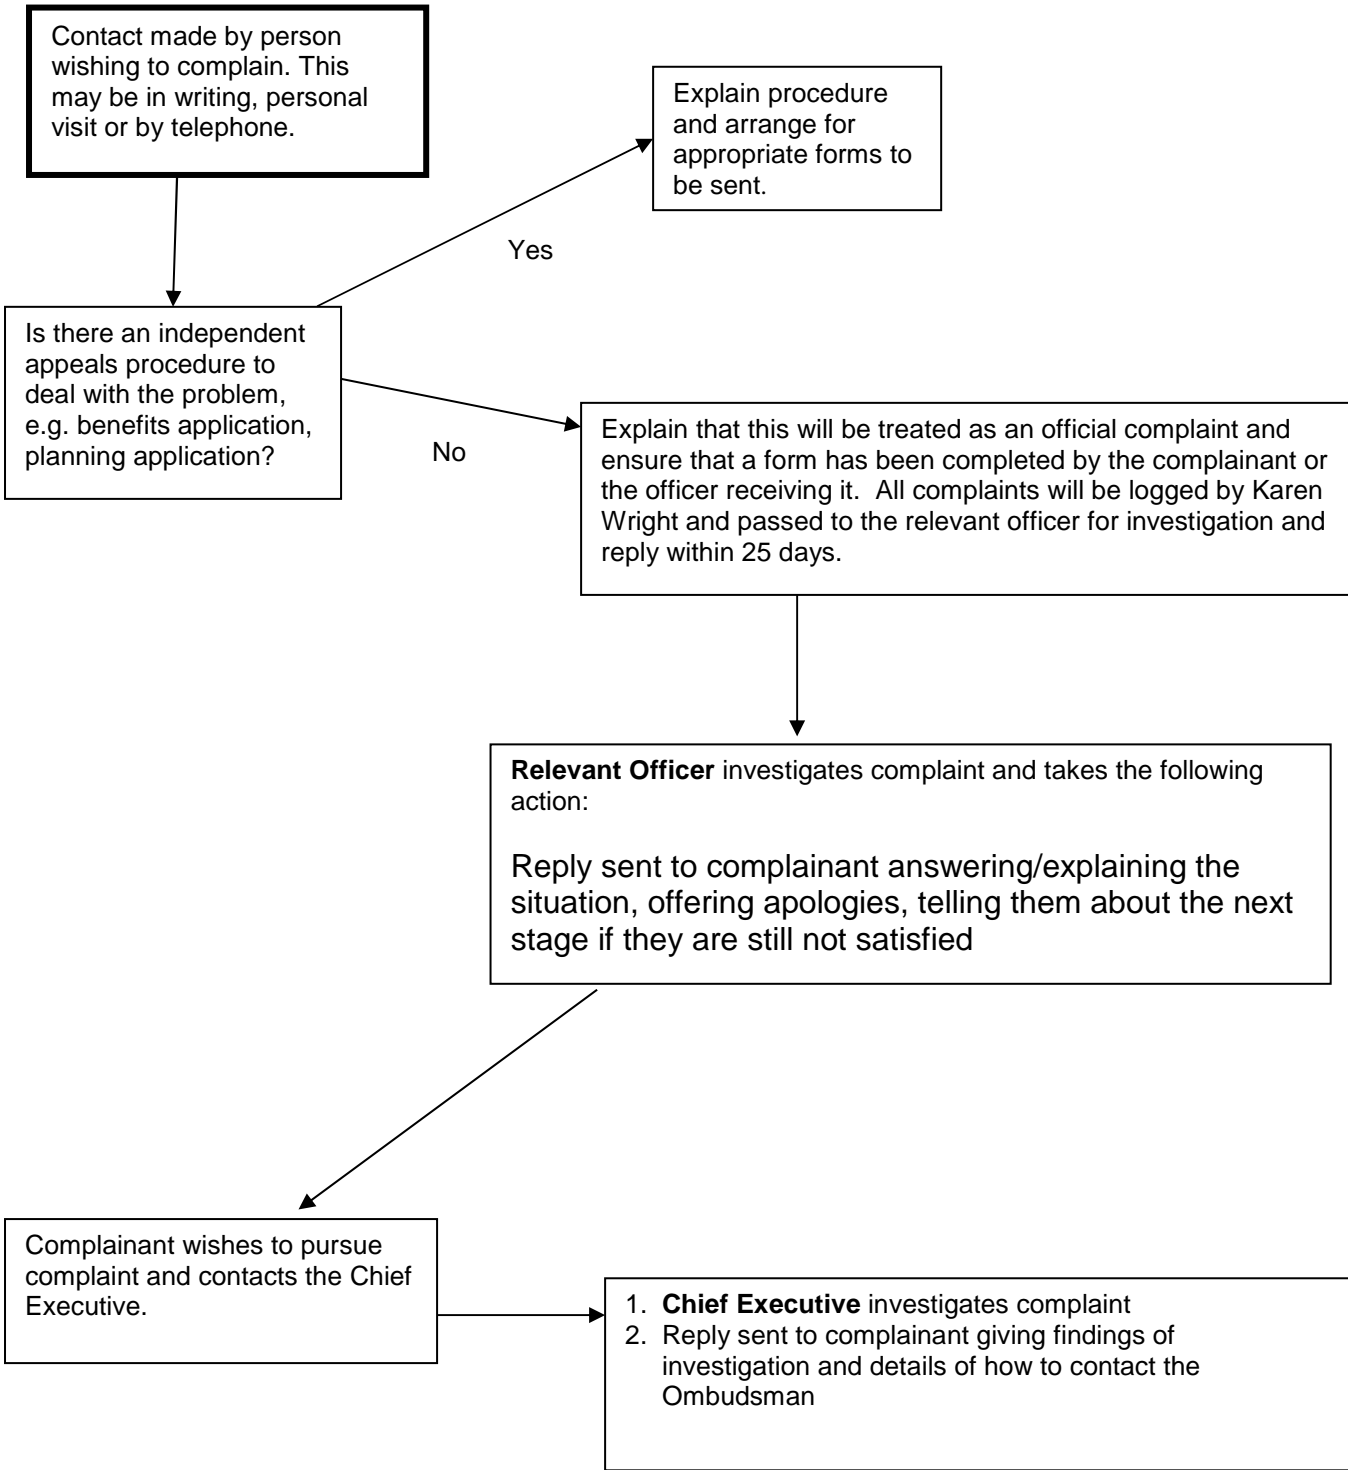 Contact made by person
wishing to complain. This
may be in writing, personal
visit or by telephone.
Explain procedure
and arrange for
appropriate forms to
be sent.
Yes
Is there an independent
appeals procedure to
deal with the problem,
e.g. benefits application,
planning application?
No
Explain that this will be treated as an official complaint and
ensure that a form has been completed by the complainant or
the officer receiving it.  All complaints will be logged by Karen
Wright and passed to the relevant officer for investigation and
reply within 25 days.
Relevant Officer investigates complaint and takes the following
action:
Reply sent to complainant answering/explaining the
situation, offering apologies, telling them about the next
stage if they are still not satisfied
Complainant wishes to pursue
complaint and contacts the Chief
Executive.
1. Chief Executive investigates complaint
2. Reply sent to complainant giving findings of
investigation and details of how to contact the
Ombudsman